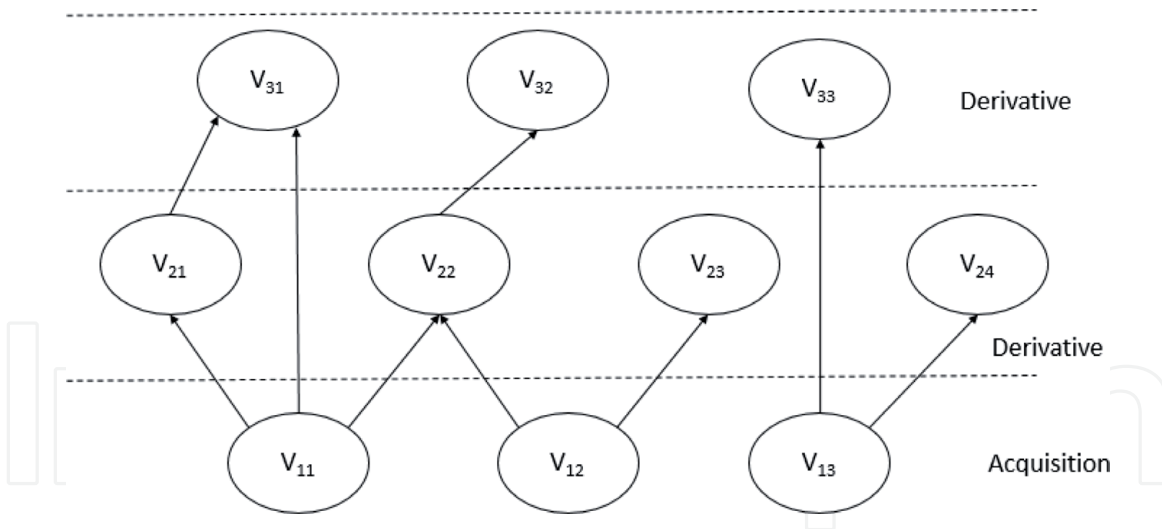 V₃₁
V₃₂
V₃₃
Derivative
V₂₁
V₂₂
V₂₃
V₂₄
Derivative
V₁₁
V₁₂
V₁₃
Acquisition